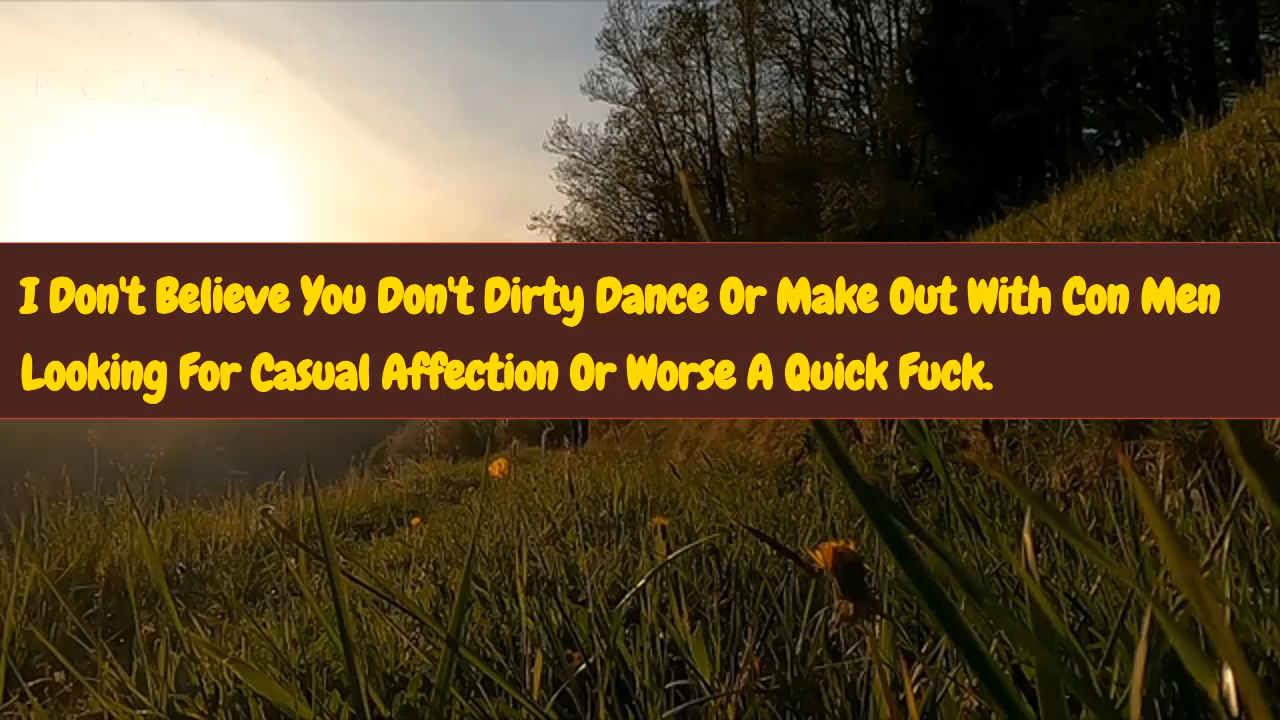 I Don't Believe You Don't Dirty Dance Or Make Out With Con Men
Looking For Casual Affection Or Worse A Quick Fuck.